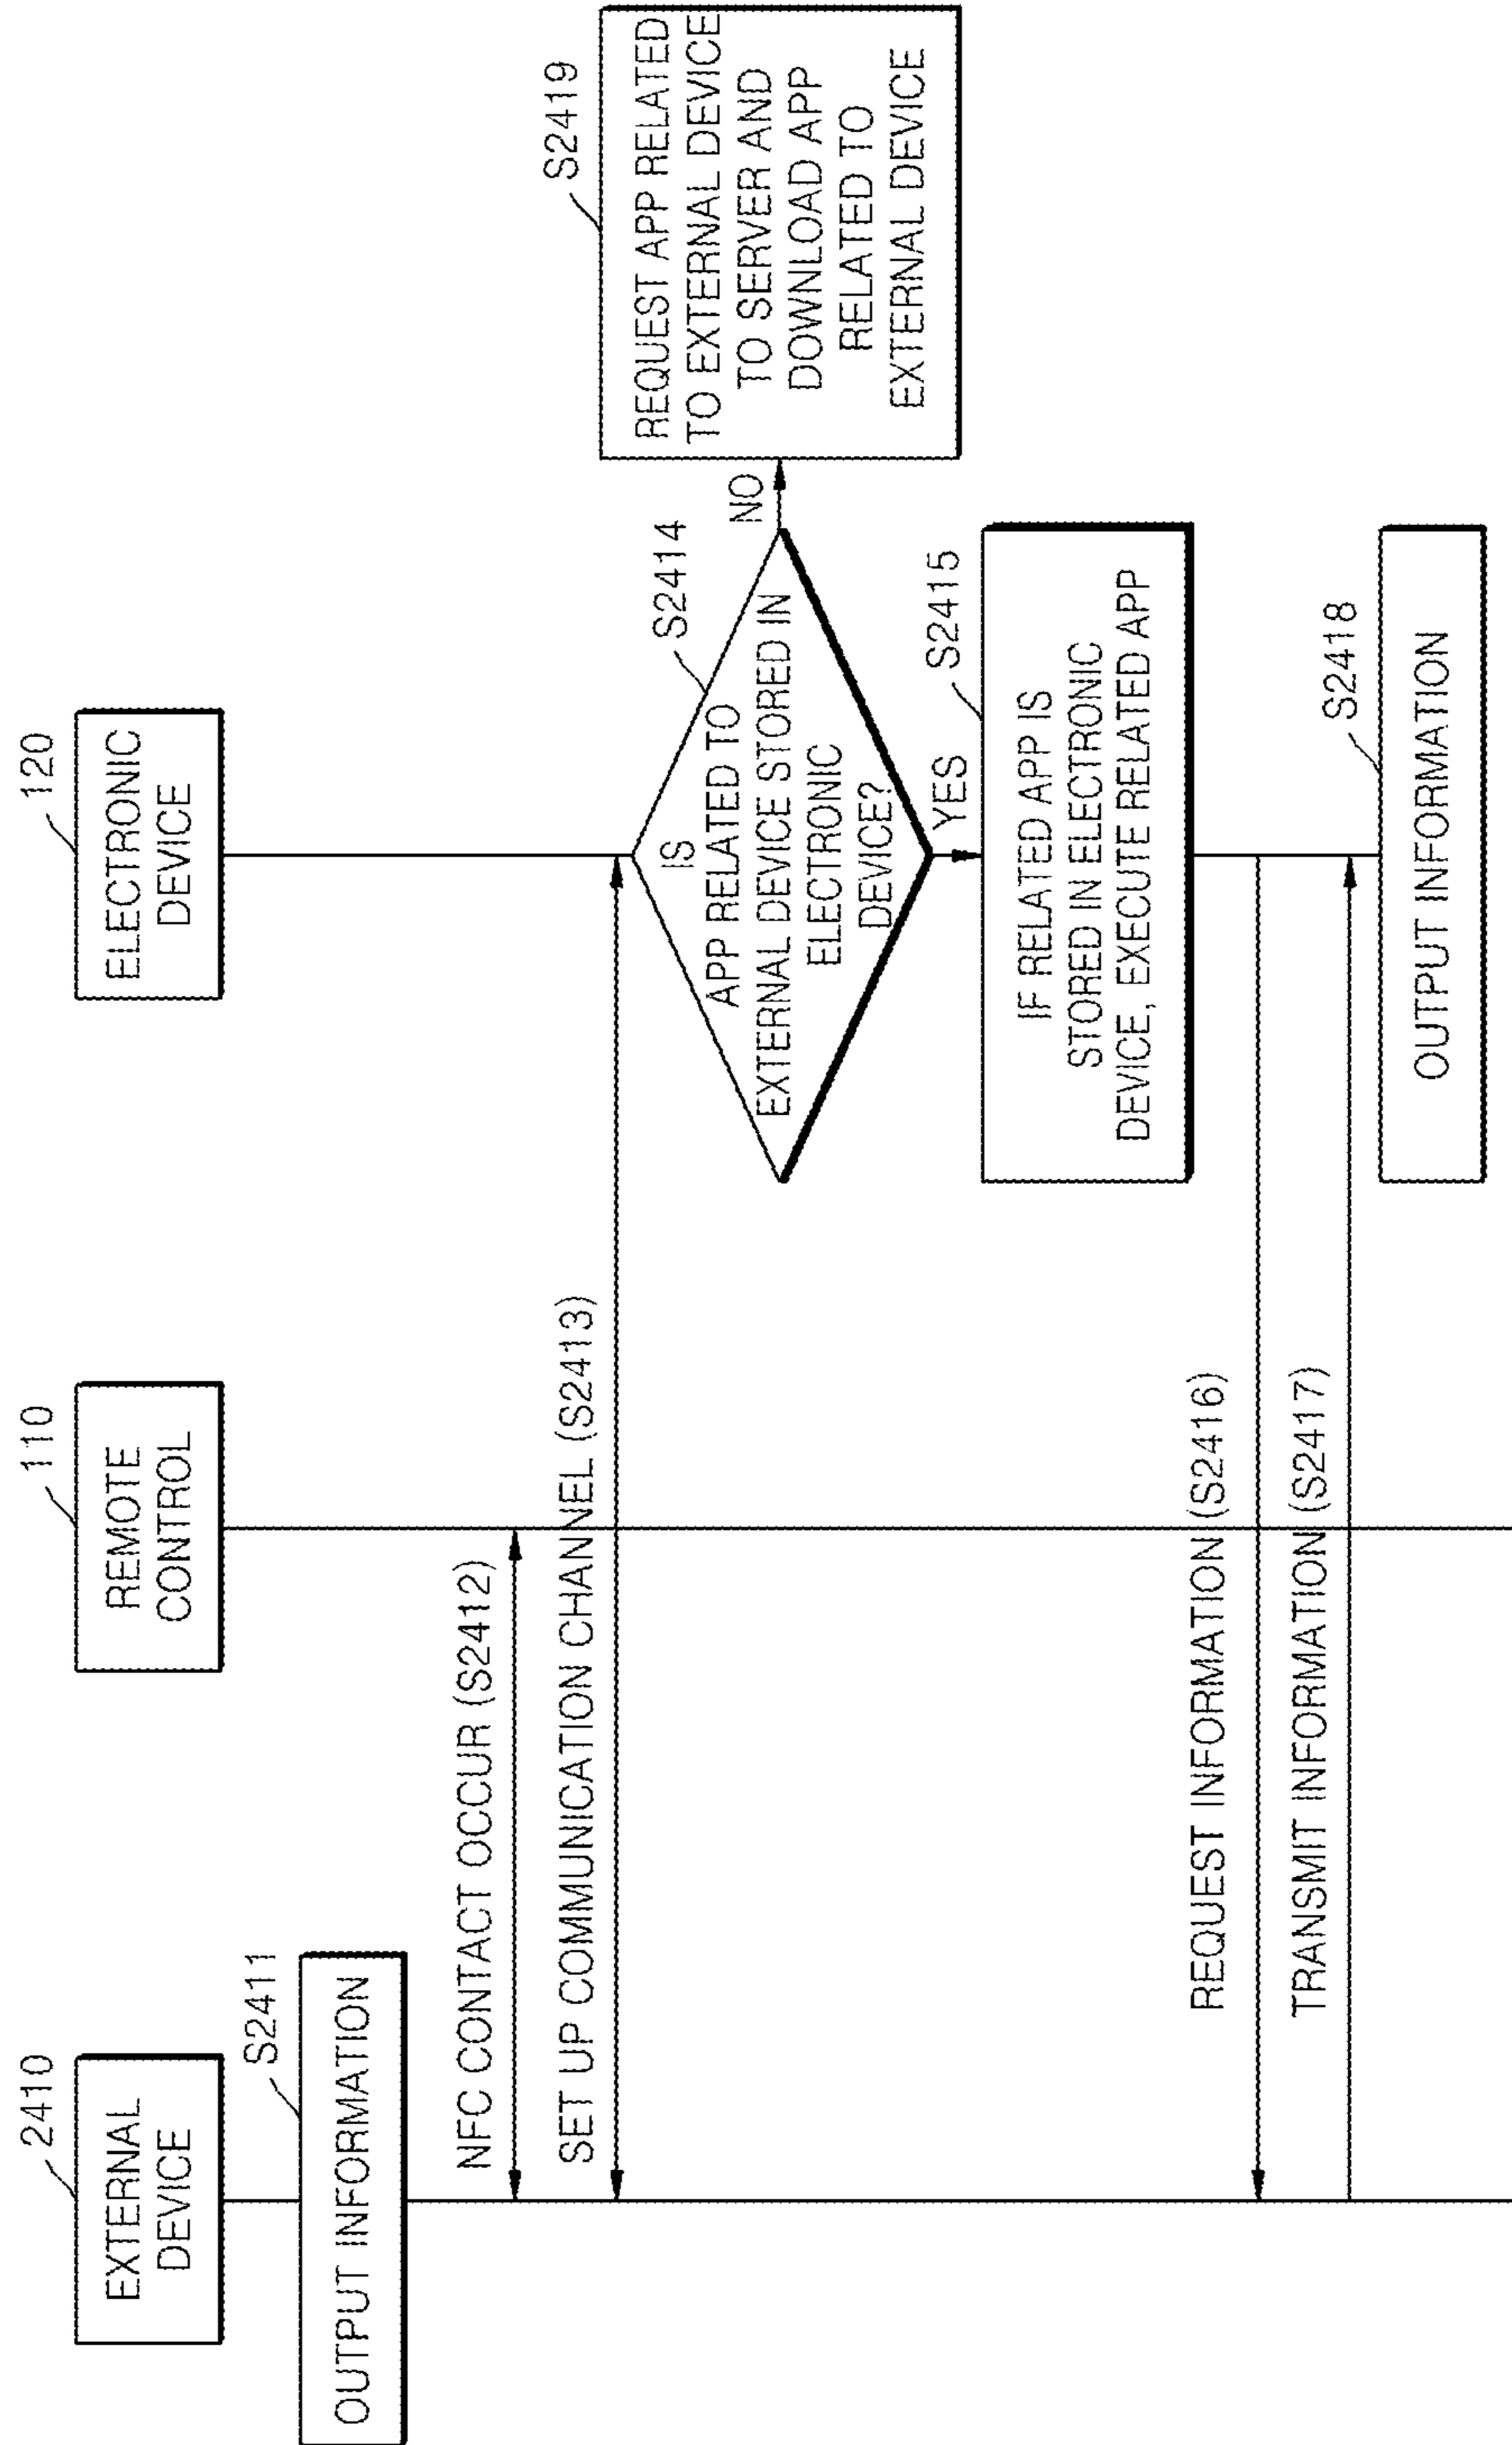 2410
EXTERNAL
DEVICE
110
REMOTE
CONTROL
120
ELECTRONIC
DEVICE
S2411
OUTPUT INFORMATION
NFC CONTACT OCCUR (S2412)
SET UP COMMUNICATION CHANNEL (S2413)
S2414
IS
APP RELATED TO
EXTERNAL DEVICE STORED IN
ELECTRONIC
DEVICE?
NO
S2419
REQUEST APP RELATED
TO EXTERNAL DEVICE
TO SERVER AND
DOWNLOAD APP
RELATED TO
EXTERNAL DEVICE
YES
S2415
IF RELATED APP IS
STORED IN ELECTRONIC
DEVICE, EXECUTE RELATED APP
REQUEST INFORMATION (S2416)
TRANSMIT INFORMATION (S2417)
S2418
OUTPUT INFORMATION